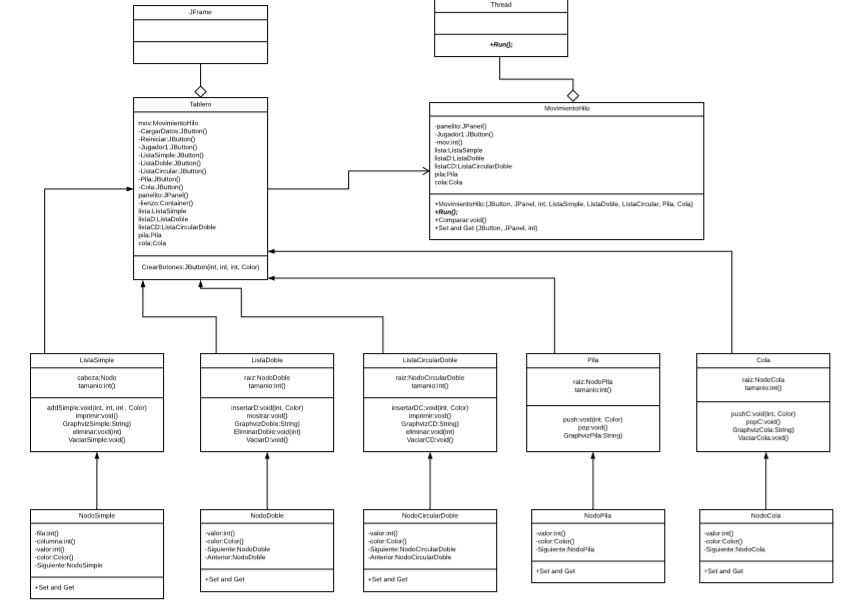 JFrame
Thread
+Run();
Tablero
mov:MovimientoHilo
-CargarDatos:JButton()
-Reiniciar:JButton()
-Jugador1:JButton()
-ListaSimple:JButton()
-ListaDoble:JButton()
-ListaCircular:JButton()
-Pila:JButton()
-Cola:JButton()
panelito:JPanel()
-lienzo:Container()
lista:ListaSimple
listaD:ListaDoble
listaCD:ListaCircularDoble
pila:Pila
cola:Cola
CrearBotones:JButton(int, int, int, Color)
MovimientoHilo
-panelito:JPanel()
-Jugador1:JButton()
-mov:int()
lista:ListaSimple
listaD:ListaDoble
listaCD:ListaCircularDoble
pila:Pila
cola:Cola
+MovimientoHilo:(JButton, JPanel, int, ListaSimple, ListaDoble, ListaCircular, Pila, Cola)
+Run();
+Comparar:void()
+Set and Get (JButton, JPanel, int)
ListaSimple
cabeza:Nodo
tamanio:int()
addSimple:void(int, int, int , Color)
imprimir:void()
GraphvizSimple:String)
eliminar:void(int)
VaciarSimple:void()
ListaDoble
raiz:NodoDoble
tamanio:int()
insertarD:void(int, Color)
mostrar:void()
GraphvizDoble:String()
EliminarDoble:void(int)
VaciarD:void()
ListaCircularDoble
raiz:NodoCircularDoble
tamanio:int()
insertarDC:void(int, Color)
imprimir:void()
GraphvizCD:String()
eliminar:void(int)
VaciarCD:void()
Pila
raiz:NodoPila
tamanio:int()
push:void(int, Color)
pop:void()
GraphvizPila:String)
Cola
raiz:NodoCola
tamanio:int()
pushC:void(int, Color)
popC:void()
GraphvizCola:String)
VaciarCola:void()
NodoSimple
-fila:int()
-columna:int()
-valor:int()
-color:Color()
-Siguiente:NodoSimple
+Set and Get
NodoDoble
-valor:int()
-color:Color()
-Siguiente:NodoDoble
-Anterior:NodoDoble
+Set and Get
NodoCircularDoble
-valor:int()
-color:Color()
-Siguiente:NodoCircularDoble
-Anterior:NodoCircularDoble
+Set and Get
NodoPila
-valor:int()
-color:Color()
-Siguiente:NodoPila
+Set and Get
NodoCola
-valor:int()
-color:Color()
-Siguiente:NodoCola
+Set and Get